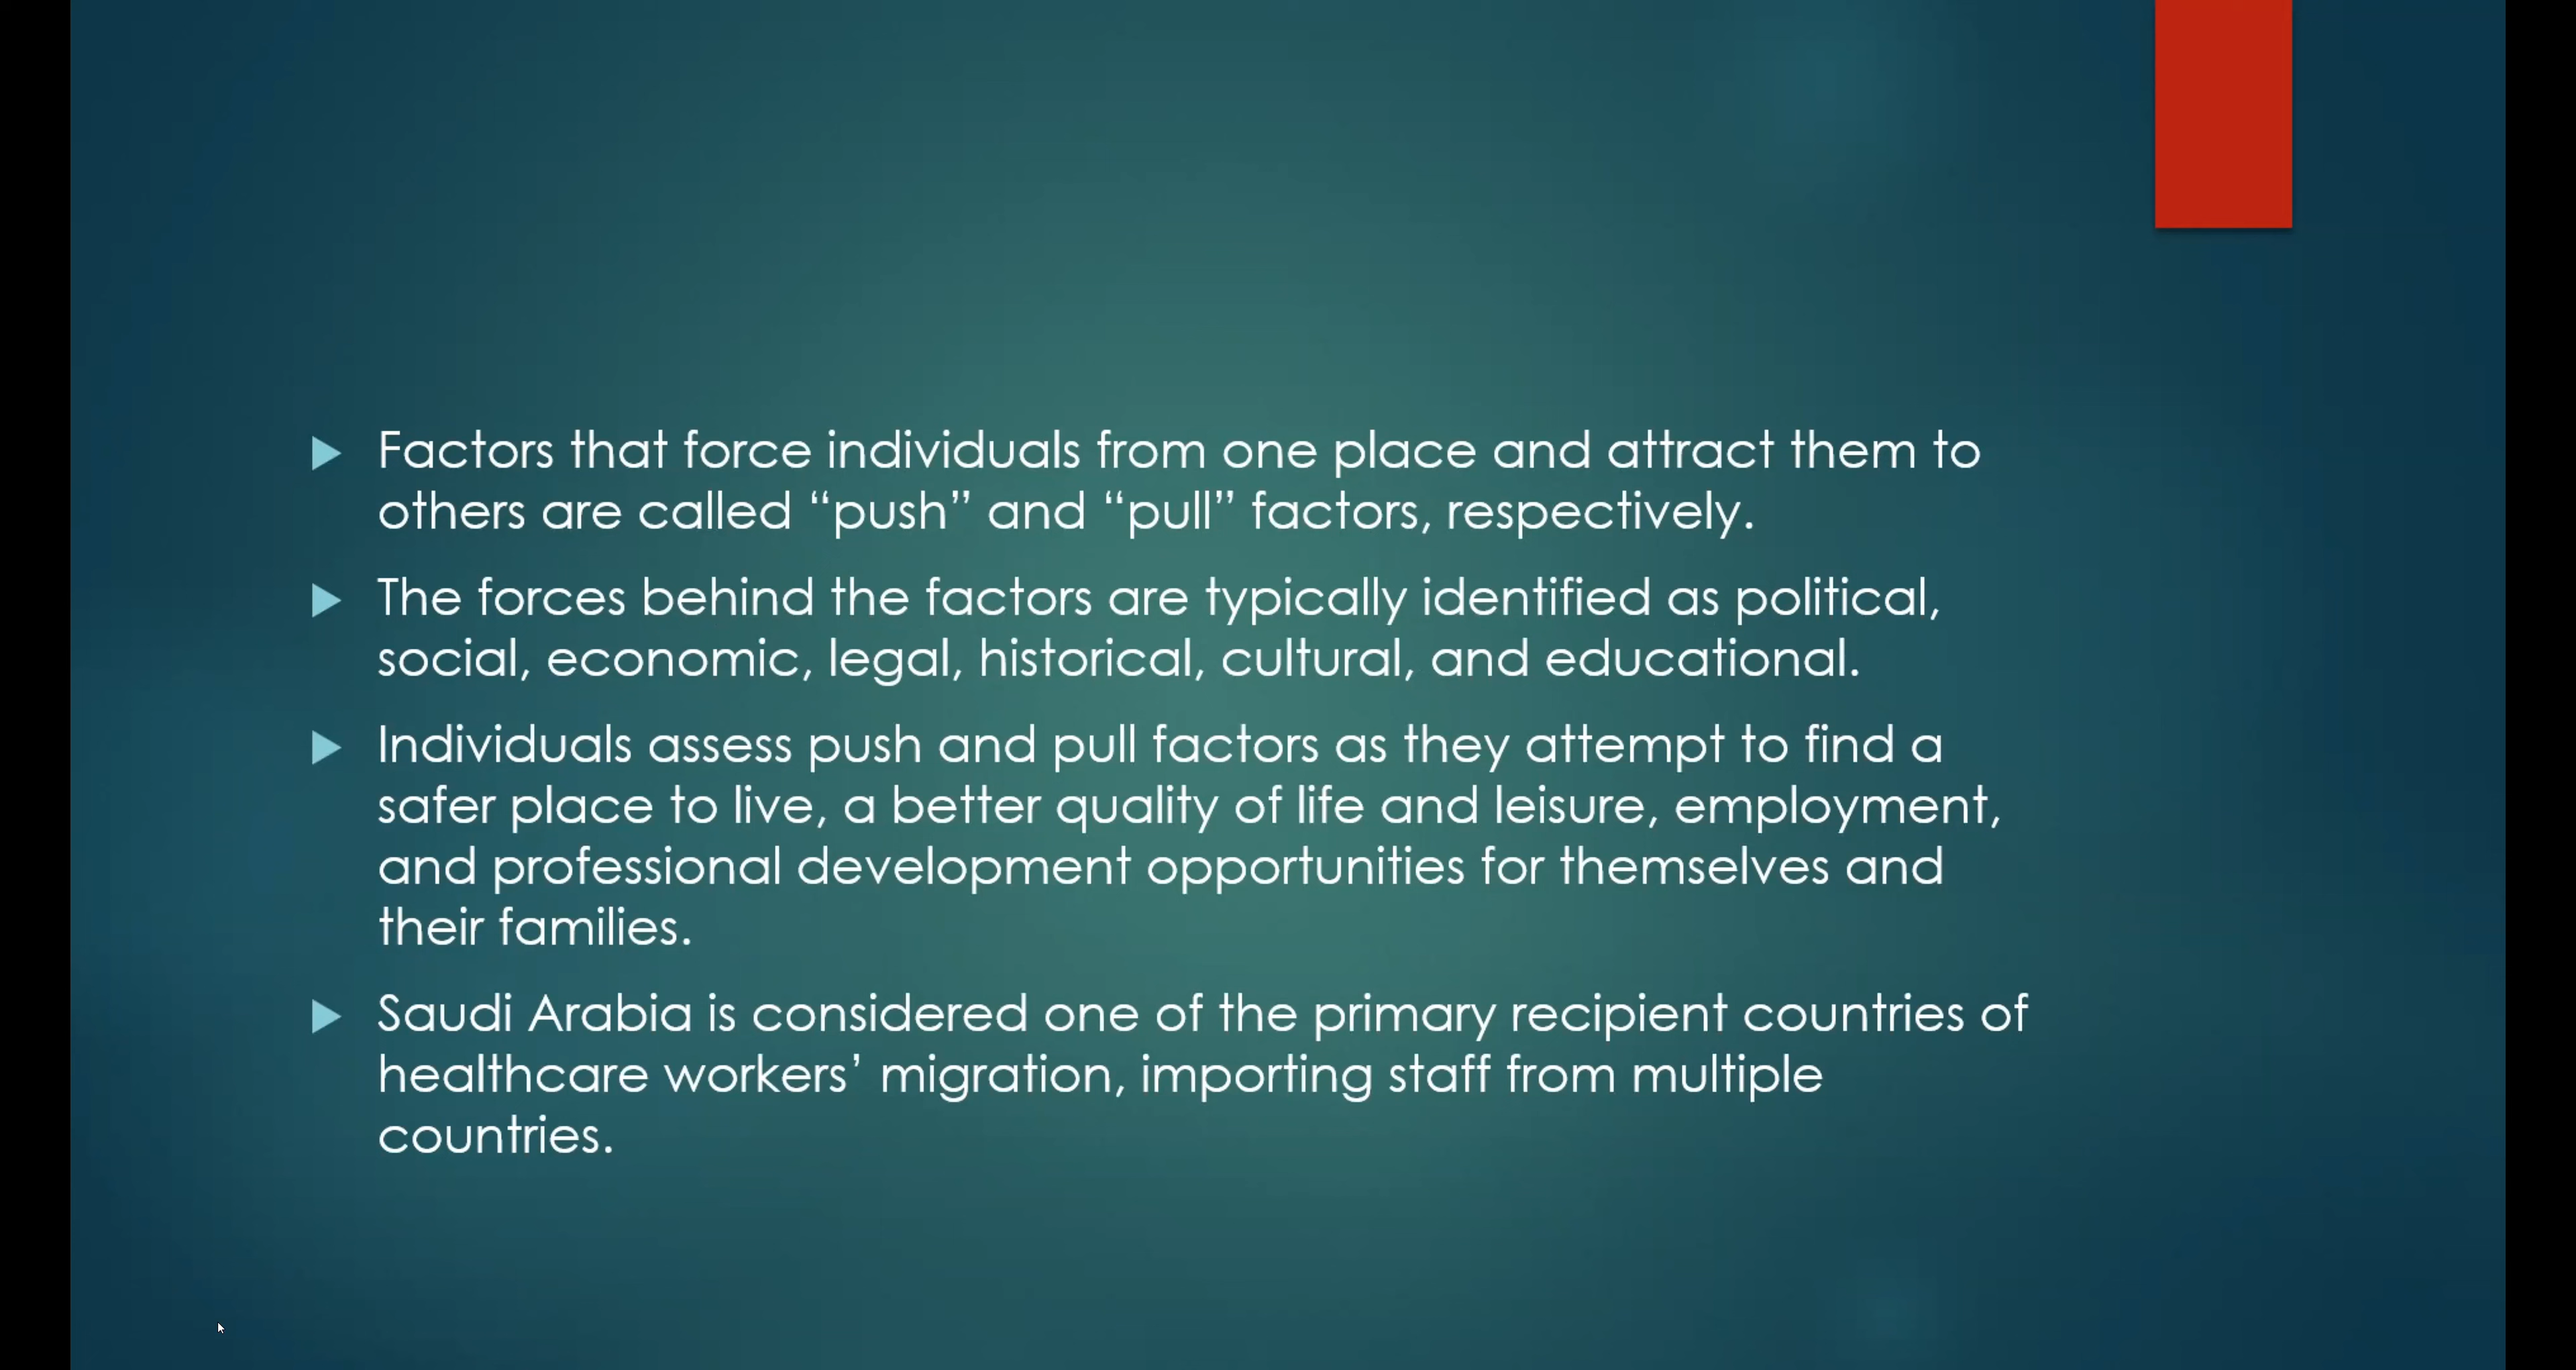 Factors that force individuals from one place and attract them to
others are called “push” and “pull” factors, respectively.
The forces behind the factors are typically identified as political,
social, economic, legal, historical, cultural, and educational.
Individuals assess push and pull factors as they attempt to find a
safer place to live, a better quality of life and leisure, employment,
and professional development opportunities for themselves and
their families.
Saudi Arabia is considered one of the primary recipient countries of
healthcare workers’ migration, importing staff from multiple
countries.